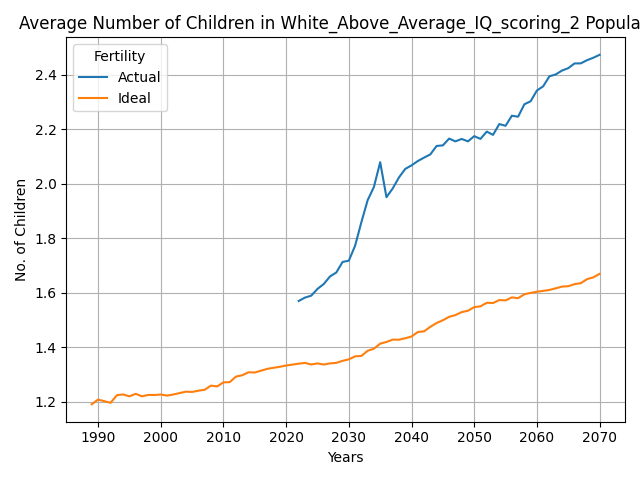 Average Number of Children in White_Above_Average_IQ_scoring_2 Popula
Fertility
Actual
Ideal
No. of Children
2.4
2.2
2.0
1.8
1.6
1.4
1.2
1990 2000 2010 2020 2030 2040 2050 2060 2070
Years